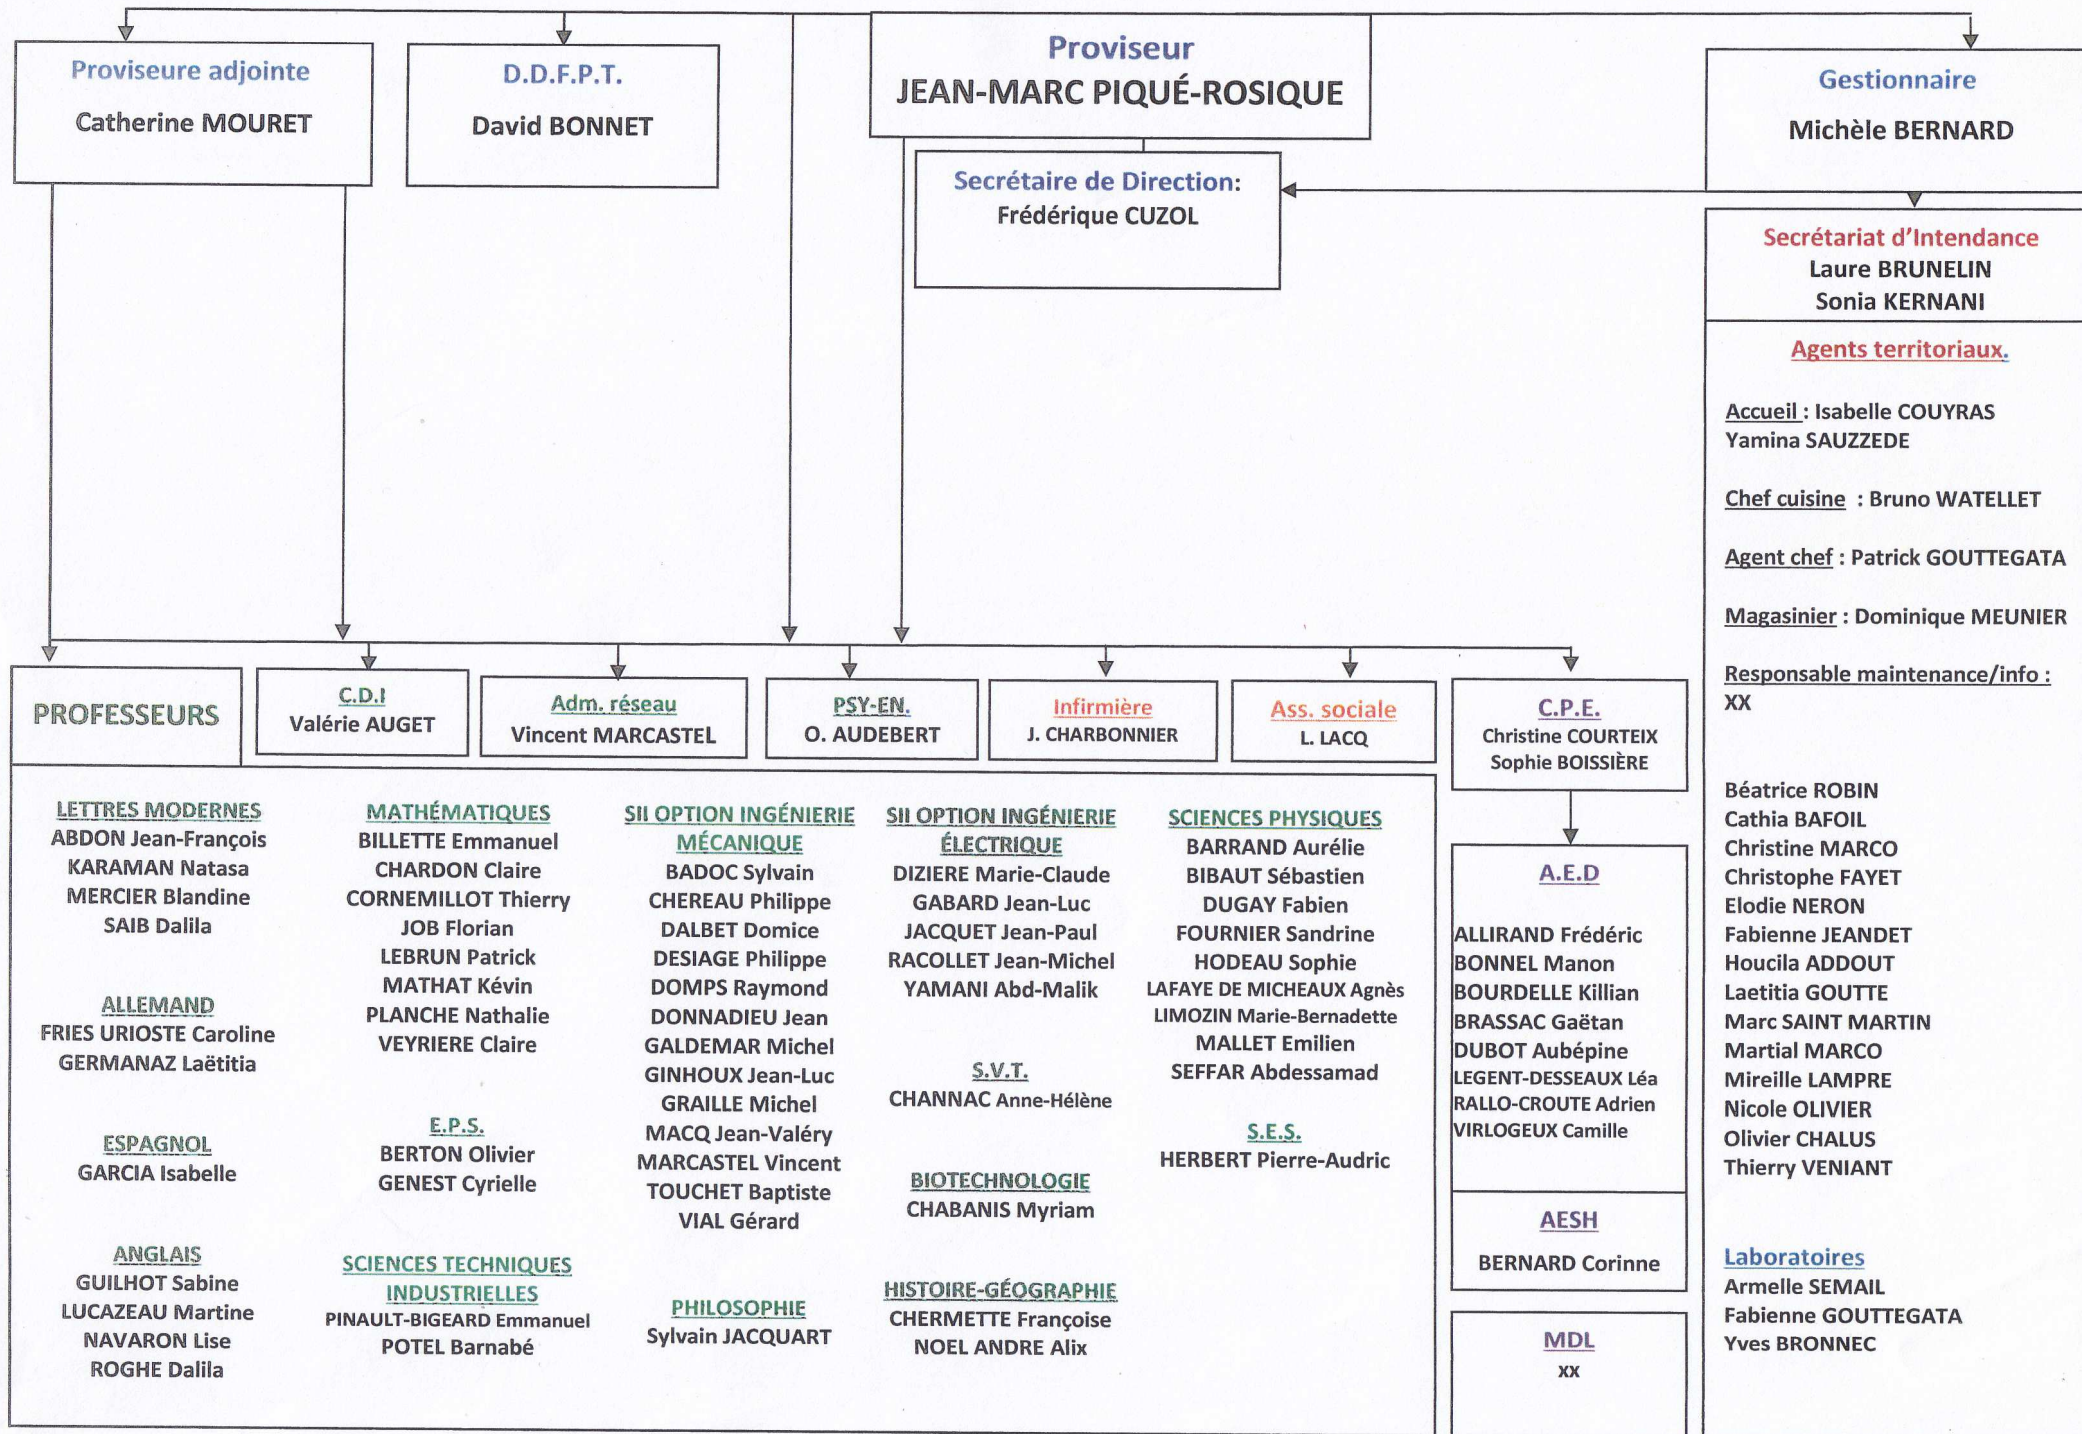 Proviseure adjointe
Catherine MOURET
D.D.F.P.T.
David BONNET
Proviseur
JEAN-MARC PIQUÉ-ROSIQUE
Gestionnaire
Michèle BERNARD
Secrétaire de Direction:
Frédérique CUZOL
Secrétariat d'Intendance
Laure BRUNELIN
Sonia KERNANI
Agents territoriaux.
Accueil : Isabelle COUYRAS
Yamina SAUZZEDE
Chef cuisine : Bruno WATELLET
Agent chef : Patrick GOUTTEGATA
Magasinier : Dominique MEUNIER
Responsable maintenance/info :
XX
Béatrice ROBIN
Cathia BAFOIL
Christine MARCO
Christophe FAYET
Elodie NERON
Fabienne JEANDET
Houcila ADDOUT
Laetitia GOUTTE
Marc SAINT MARTIN
Martial MARCO
Mireille LAMPRE
Nicole OLIVIER
Olivier CHALUS
Thierry VENIANT
Laboratoires
Armelle SEMAIL
Fabienne GOUTTEGATA
Yves BRONNEC
PROFESSEURS
C.D.I
Valérie AUGET
Adm. réseau
Vincent MARCASTEL
PSY-EN.
O. AUDEBERT
Infirmière
J. CHARBONNIER
Ass. sociale
L. LACQ
C.P.E.
Christine COURTEIX
Sophie BOISSIÈRE
LETTRES MODERNES
ABDON Jean-François
KARAMAN Natasa
MERCIER Blandine
SAIB Dalila
ALLEMAND
FRIES URIOSTE Caroline
GERMANAZ Laëtitia
ESPAGNOL
GARCIA Isabelle
ANGLAIS
GUILHOT Sabine
LUCAZEAU Martine
NAVARON Lise
ROGHE Dalila
MATHÉMATIQUES
BILLETTE Emmanuel
CHARDON Claire
CORNEMILLOT Thierry
JOB Florian
LEBRUN Patrick
MATHAT Kévin
PLANCHE Nathalie
VEYRIERE Claire
E.P.S.
BERTON Olivier
GENEST Cyrielle
SCIENCES TECHNIQUES
INDUSTRIELLES
PINAULT-BIGEARD Emmanuel
POTEL Barnabé
SII OPTION INGÉNIERIE
MÉCANIQUE
BADOC Sylvain
CHEREAU Philippe
DALBET Domice
DESIAGE Philippe
DOMPS Raymond
DONNADIEU Jean
GALDEMAR Michel
GINHOUX Jean-Luc
GRAILLE Michel
MACQ Jean-Valéry
MARCASTEL Vincent
TOUCHET Baptiste
VIAL Gérard
PHILOSOPHIE
Sylvain JACQUART
SII OPTION INGÉNIERIE
ÉLECTRIQUE
DIZIERE Marie-Claude
GABARD Jean-Luc
JACQUET Jean-Paul
RACOLLET Jean-Michel
YAMANI Abd-Malik
S.V.T.
CHANNAC Anne-Hélène
BIOTECHNOLOGIE
CHABANIS Myriam
HISTOIRE-GÉOGRAPHIE
CHERMETTE Françoise
NOEL ANDRE Alix
SCIENCES PHYSIQUES
BARRAND Aurélie
BIBAUT Sébastien
DUGAY Fabien
FOURNIER Sandrine
HODEAU Sophie
LAFAYE DE MICHEAUX Agnès
LIMOZIN Marie-Bernadette
MALLET Emilien
SEFFAR Abdessamad
S.E.S.
HERBERT Pierre-Audric
A.E.D
ALLIRAND Frédéric
BONNEL Manon
BOURDELLE Killian
BRASSAC Gaëtan
DUBOT Aubépine
LEGENT-DESSEAUX Léa
RALLO-CROUTE Adrien
VIRLOGEUX Camille
AESH
BERNARD Corinne
MDL
XX